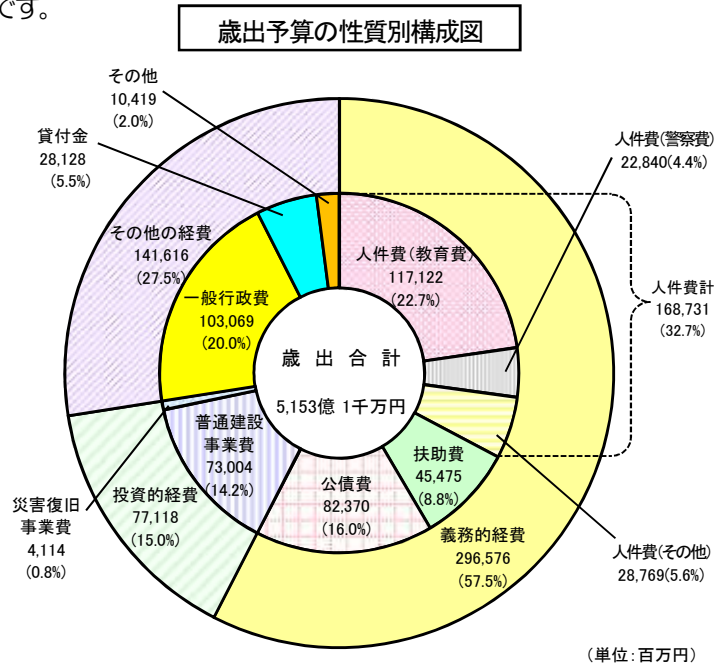 です。
歳出予算の性質別構成図
その他
10,419
(2.0%)
貸付金
28,128
(5.5%)
人件費(警察費)
22,840(4.4%)
その他の経費
141,616
(27.5%)
人件費(教育費)
117,122
(22.7%)
人件費計
168,731
(32.7%)
一般行政費
103,069
(20.0%)
歳出合計
5,153億 1千万円
普通建設
事業費
73,004
(14.2%)
扶助費
45,475
(8.8%)
公債費
82,370
(16.0%)
投資的経費
77,118
(15.0%)
災害復旧
事業費
4,114
(0.8%)
義務的経費
296,576
(57.5%)
人件費(その他)
28,769(5.6%)
(単位:百万円)